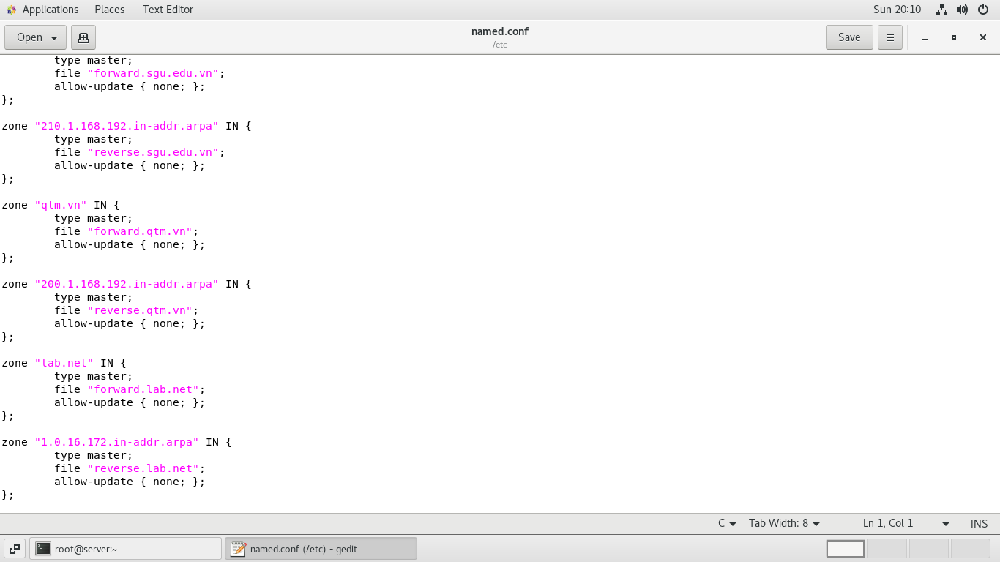 Applications Places Text Editor Sun 20:10
Open named.conf Save
/etc
        type master;
        file "forward.sgu.edu.vn";
        allow-update { none; };
};
zone "210.1.168.192.in-addr.arpa" IN {
        type master;
        file "reverse.sgu.edu.vn";
        allow-update { none; };
};
zone "qtm.vn" IN {
        type master;
        file "forward.qtm.vn";
        allow-update { none; };
};
zone "200.1.168.192.in-addr.arpa" IN {
        type master;
        file "reverse.qtm.vn";
        allow-update { none; };
};
zone "lab.net" IN {
        type master;
        file "forward.lab.net";
        allow-update { none; };
};
zone "1.0.16.172.in-addr.arpa" IN {
        type master;
        file "reverse.lab.net";
        allow-update { none; };
};
C Tab Width: 8 Ln 1, Col 1 INS
root@server:~ named.conf (/etc) - gedit